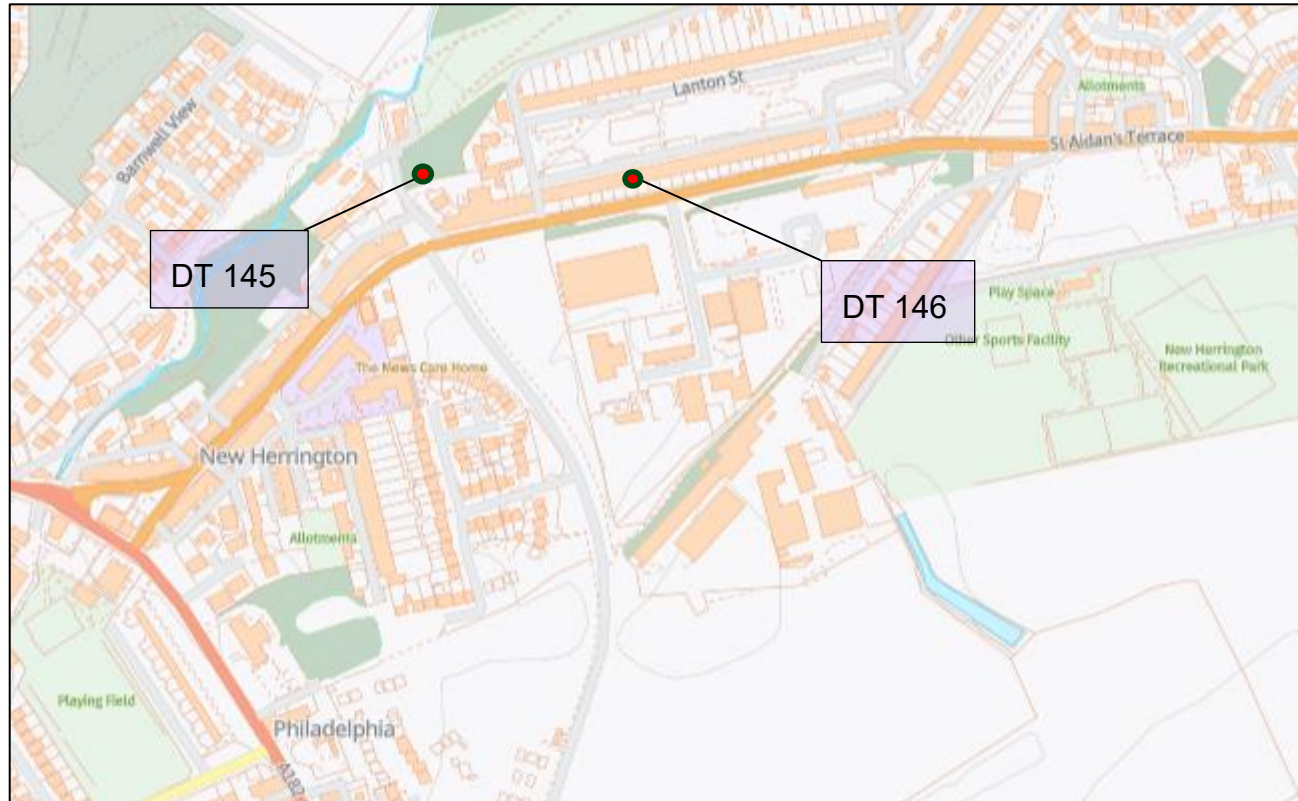 Lanton St
Allotments
Barnwell View
St Aidan's Terrace
DT 145
DT 146
Play Space
Other Sports Facility
New Herrington
Recreational Park
The Mews Care Home
New Herrington
Allotments
Playing Field
Philadelphia
A182